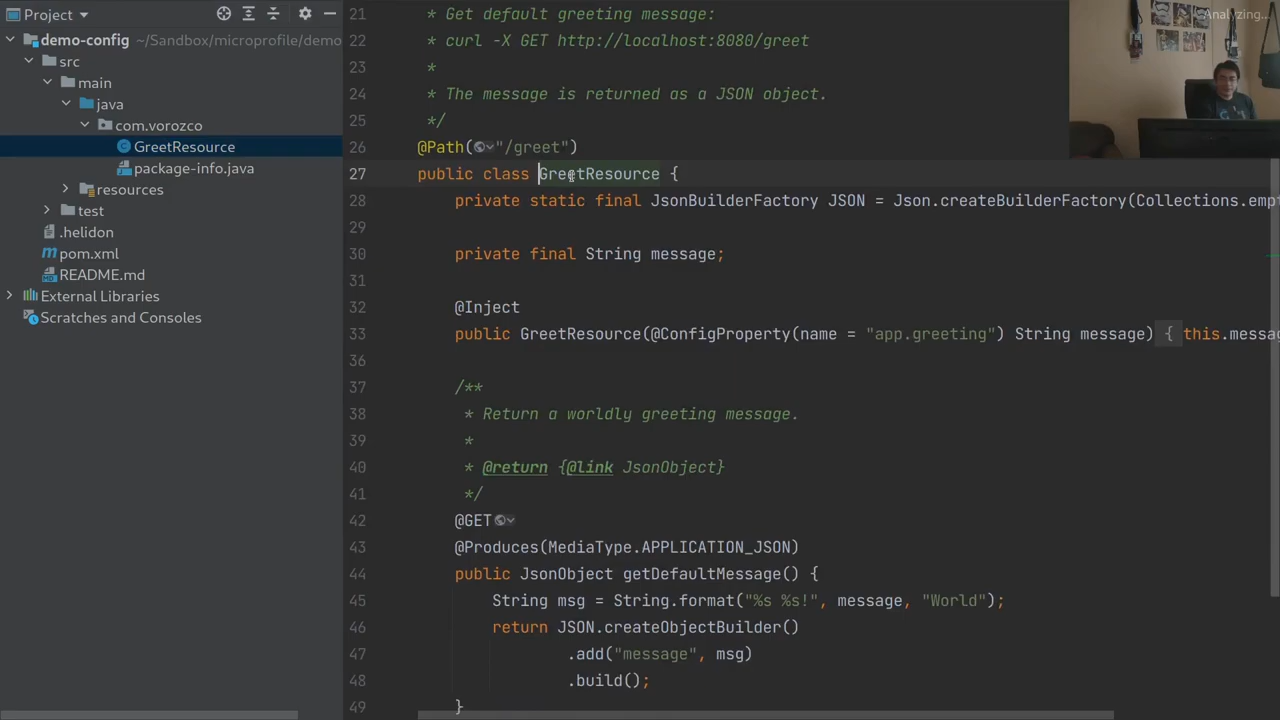 Project
demo-config ~/Sandbox/microprofile/demo
src
main
java
com.vorozco
GreetResource
package-info.java
resources
test
.helidon
pom.xml
README.md
External Libraries
Scratches and Consoles
Analyzing...
21 * Get default greeting message:
22 * curl -X GET http://localhost:8080/greet
23 *
24 * The message is returned as a JSON object.
25 */
26 @Path("/greet")
27 public class GreetResource {
28 private static final JsonBuilderFactory JSON = Json.createBuilderFactory(Collections.emp
29
30 private final String message;
31
32 @Inject
33 public GreetResource(@ConfigProperty(name = "app.greeting") String message) { this.messa
36
37 /**
38 * Return a worldly greeting message.
39 *
40 * @return {@link JsonObject}
41 */
42 @GET
43 @Produces(MediaType.APPLICATION_JSON)
44 public JsonObject getDefaultMessage() {
45 String msg = String.format("%s %s!", message, "World");
46 return JSON.createObjectBuilder()
47 .add("message", msg)
48 .build();
49 }